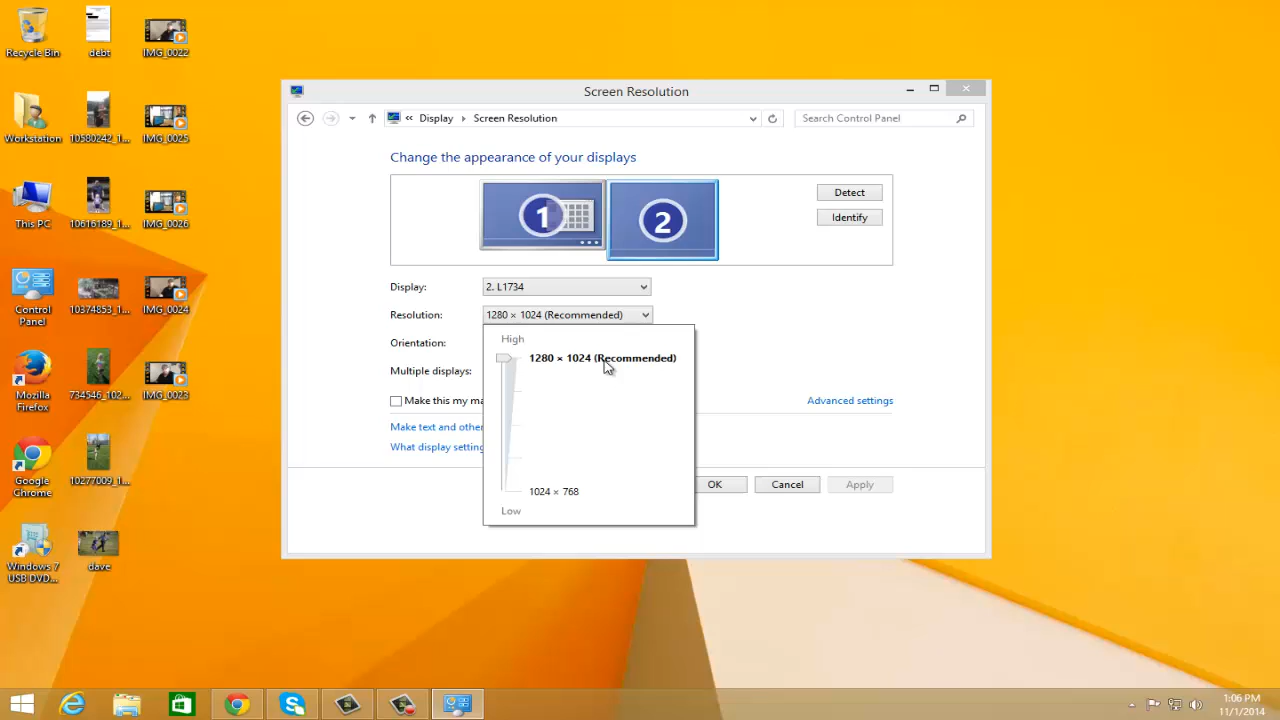 Recycle Bin
debt
IMG_0022
Workstation
10580242_1...
IMG_0025
This PC
10616189_1...
IMG_0026
Control
Panel
10374853_1...
IMG_0024
Mozilla
Firefox
734546_102...
IMG_0023
Google
Chrome
10277009_1...
Windows 7
USB DVD...
dave
Screen Resolution
« Display Screen Resolution
Search Control Panel
Change the appearance of your displays
1
2
Detect
Identify
Display: 2. L1734
Resolution: 1280 × 1024 (Recommended)
Orientation:
Multiple displays:
High
1280 × 1024 (Recommended)
1024 × 768
Low
Make this my ma
Advanced settings
Make text and other
What display setting
OK
Cancel
Apply
1:06 PM
11/1/2014